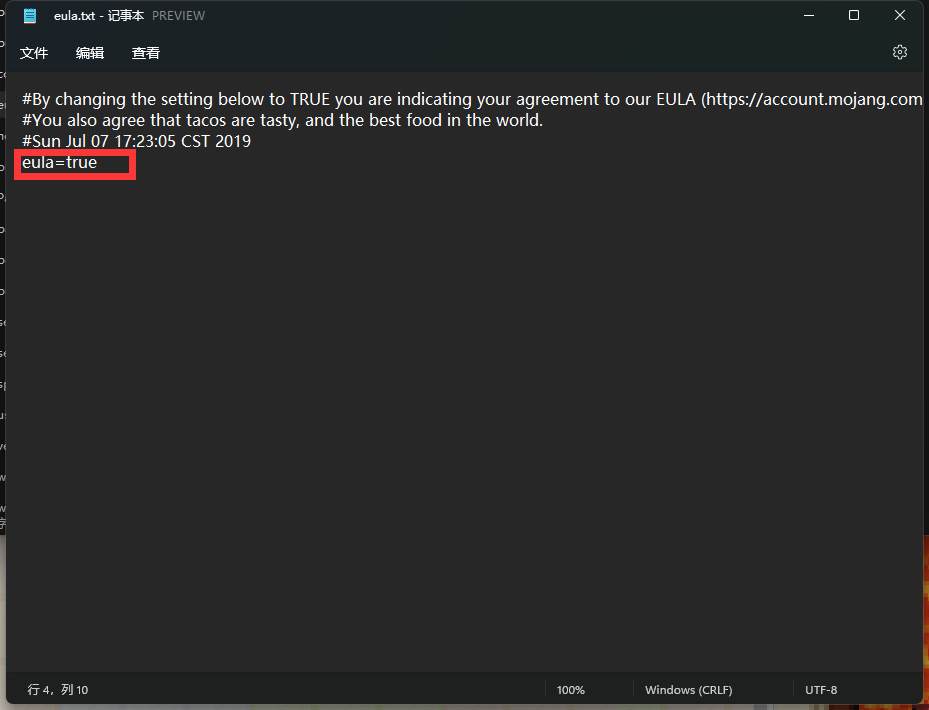 eula.txt - 记事本 PREVIEW
文件 编辑 查看
#By changing the setting below to TRUE you are indicating your agreement to our EULA (https://account.mojang.com
#You also agree that tacos are tasty, and the best food in the world.
#Sun Jul 07 17:23:05 CST 2019
eula=true
行 4，列 10 100% Windows (CRLF) UTF-8